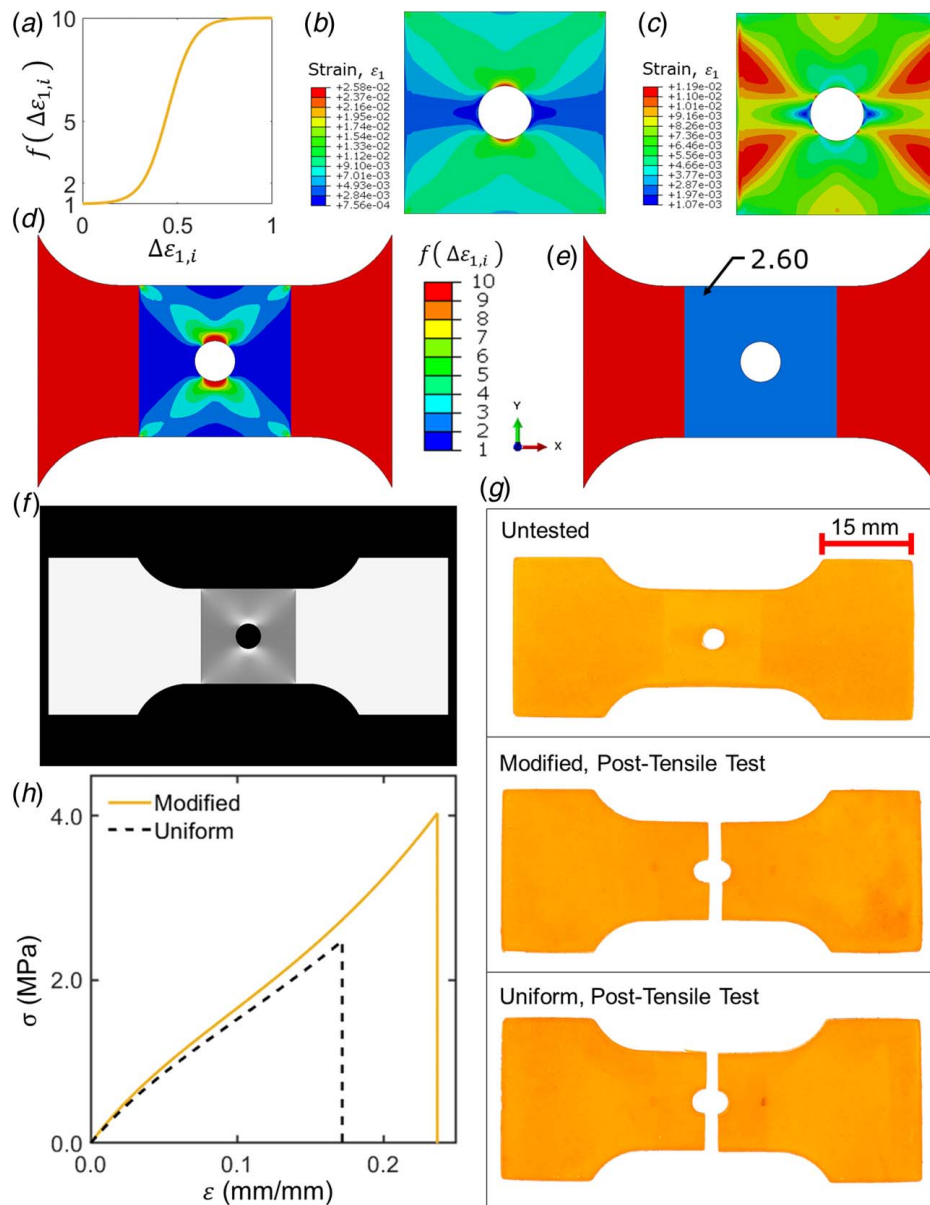 (a)
10
5
2
1
f(Δε1,i)
0
0.5
1
Δε1,i
(b)
Strain, ε1
+2.58e-02
+2.37e-02
+2.16e-02
+1.95e-02
+1.74e-02
+1.54e-02
+1.33e-02
+1.12e-02
+9.10e-03
+7.01e-03
+4.93e-03
+2.84e-03
+7.56e-04
(c)
Strain, ε1
+1.19e-02
+1.10e-02
+1.01e-02
+9.16e-03
+8.26e-03
+7.36e-03
+6.46e-03
+5.56e-03
+4.66e-03
+3.77e-03
+2.87e-03
+1.97e-03
+1.07e-03
(d)
f(Δε1,i)
10
9
8
7
6
5
4
3
2
1
Y
X
(e)
2.60
(f)
(g)
Untested
15 mm
Modified, Post-Tensile Test
Uniform, Post-Tensile Test
(h)
Modified
Uniform
4.0
2.0
0.0
σ (MPa)
0.0
0.1
0.2
ε (mm/mm)